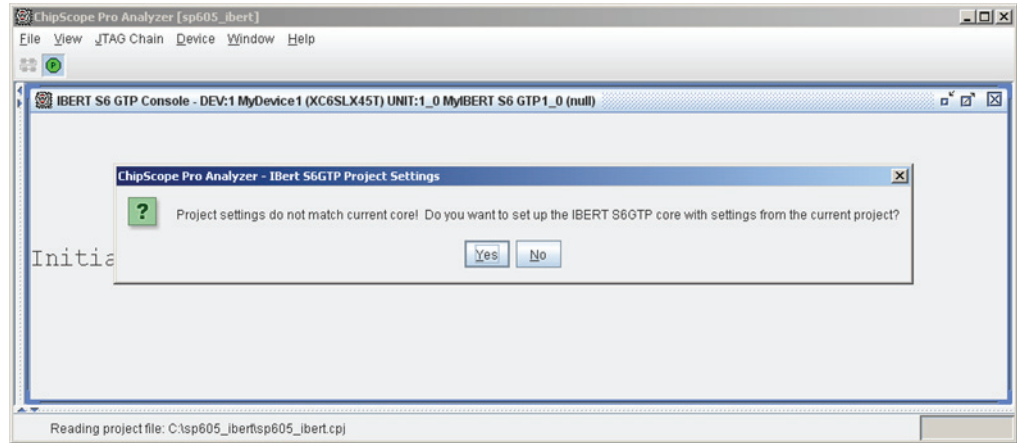 ChipScope Pro Analyzer [sp605_ibert]
File View JTAG Chain Device Window Help
IBERT S6 GTP Console - DEV:1 MyDevice1 (XC6SLX45T) UNIT:1_0 MyIBERT S6 GTP1_0 (null)
ChipScope Pro Analyzer - IBert S6GTP Project Settings
Project settings do not match current core! Do you want to set up the IBERT S6GTP core with settings from the current project?
Initia
Yes No
Reading project file: C:\sp605_ibert\sp605_ibert.cpj